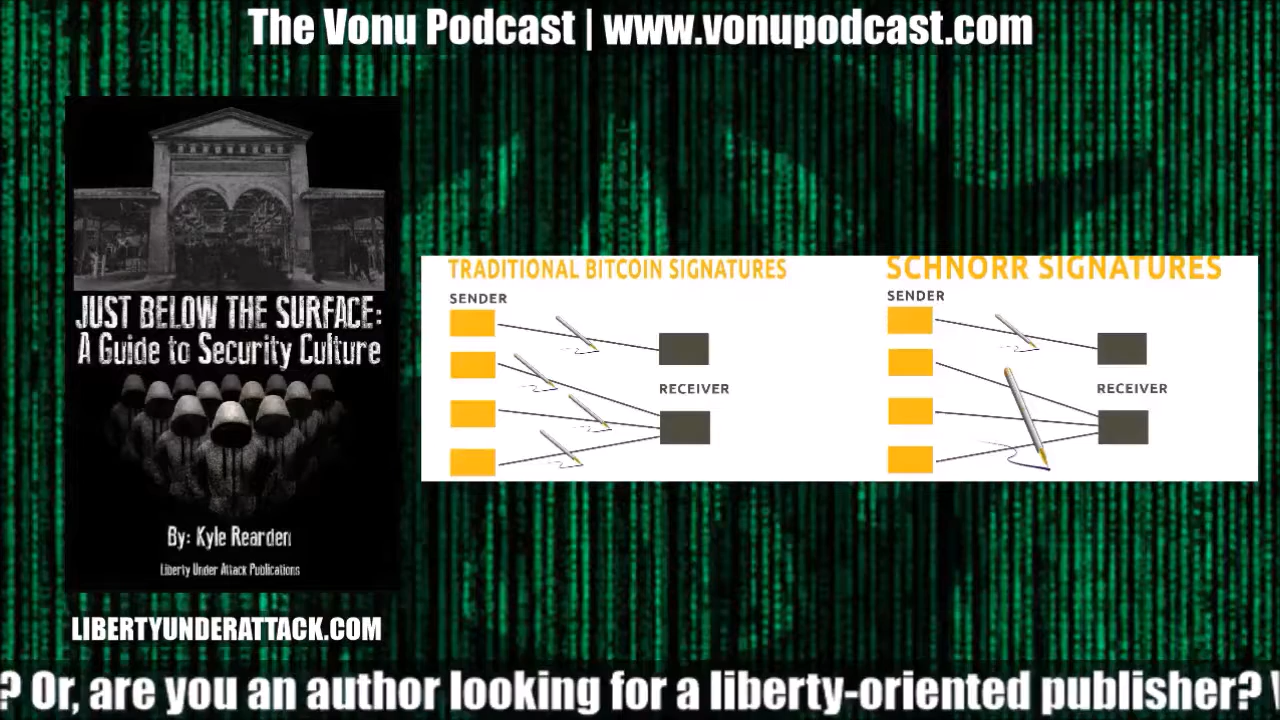 The Vonu Podcast | www.vonupodcast.com
JUST BELOW THE SURFACE:
A Guide to Security Culture
By: Kyle Rearden
Liberty Under Attack Publications
LIBERTYUNDERATTACK.COM
TRADITIONAL BITCOIN SIGNATURES
SENDER
RECEIVER
SCHNORR SIGNATURES
SENDER
RECEIVER
? Or, are you an author looking for a liberty-oriented publisher?